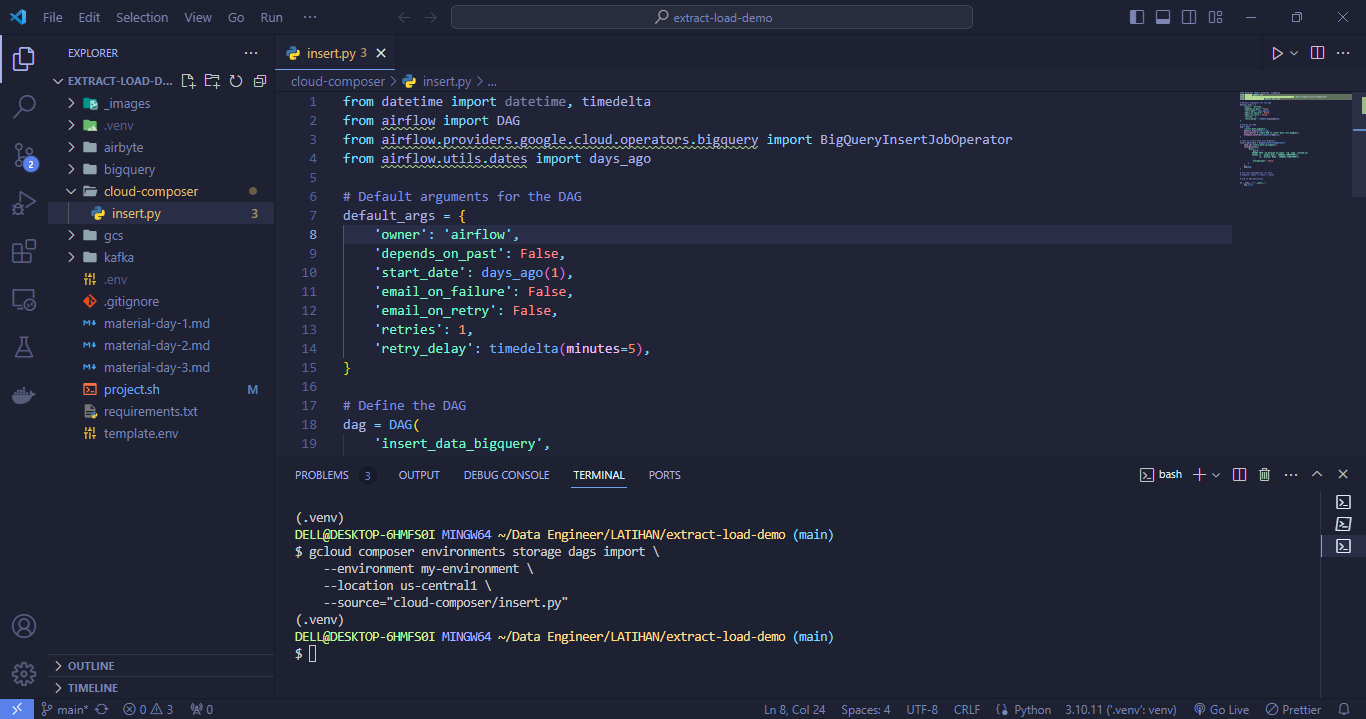 File Edit Selection View Go Run ··· extract-load-demo
EXPLORER ···
EXTRACT-LOAD-D...
_images
.venv
airbyte
bigquery
cloud-composer
insert.py 3
gcs
kafka
.env
.gitignore
material-day-1.md
material-day-2.md
material-day-3.md
project.sh M
requirements.txt
template.env
OUTLINE
TIMELINE
2
insert.py 3
cloud-composer > insert.py > ...
1 from datetime import datetime, timedelta
2 from airflow import DAG
3 from airflow.providers.google.cloud.operators.bigquery import BigQueryInsertJobOperator
4 from airflow.utils.dates import days_ago
5
6 # Default arguments for the DAG
7 default_args = {
8     'owner': 'airflow',
9     'depends_on_past': False,
10     'start_date': days_ago(1),
11     'email_on_failure': False,
12     'email_on_retry': False,
13     'retries': 1,
14     'retry_delay': timedelta(minutes=5),
15 }
16
17 # Define the DAG
18 dag = DAG(
19     'insert_data_bigquery',
PROBLEMS 3 OUTPUT DEBUG CONSOLE TERMINAL PORTS bash
(.venv)
DELL@DESKTOP-6HMFS0I MINGW64 ~/Data Engineer/LATIHAN/extract-load-demo (main)
$ gcloud composer environments storage dags import \
    --environment my-environment \
    --location us-central1 \
    --source="cloud-composer/insert.py"
(.venv)
DELL@DESKTOP-6HMFS0I MINGW64 ~/Data Engineer/LATIHAN/extract-load-demo (main)
$
main* 0 3 0 Ln 8, Col 24 Spaces: 4 UTF-8 CRLF Python 3.10.11 ('.venv': venv) Go Live Prettier